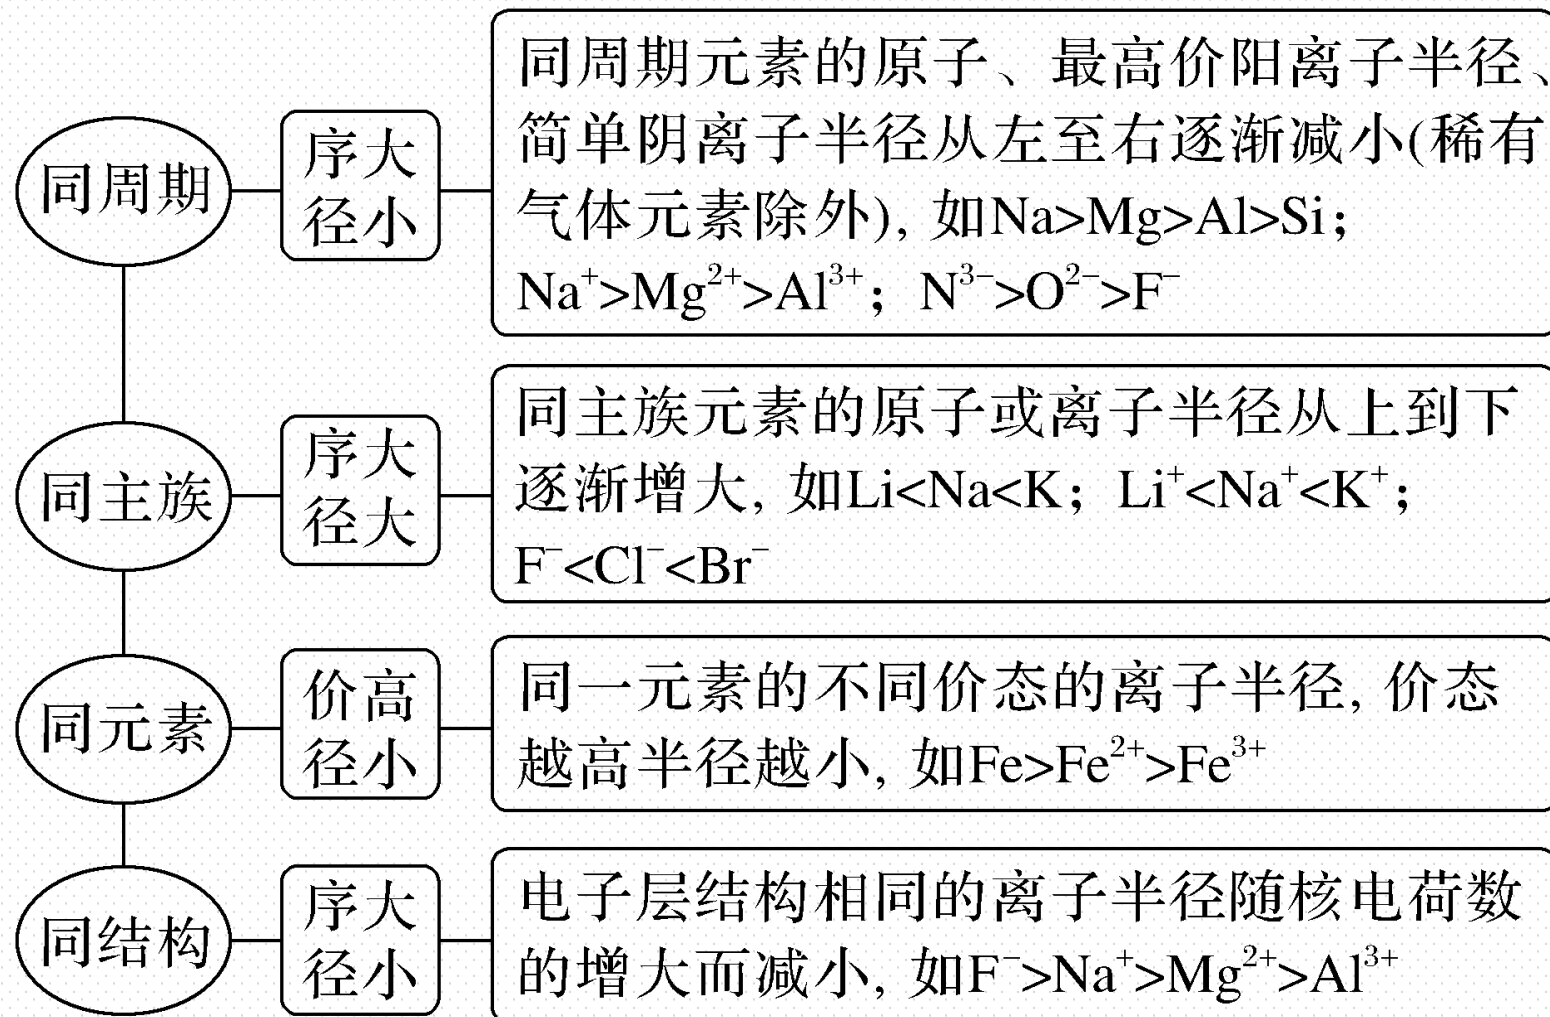 同周期
序大
径小
同周期元素的原子、最高价阳离子半径、
简单阴离子半径从左至右逐渐减小(稀有
气体元素除外), 如Na>Mg>Al>Si;
Na⁺>Mg²⁺>Al³⁺; N³⁻>O²⁻>F⁻
同主族
序大
径大
同主族元素的原子或离子半径从上到下
逐渐增大, 如Li<Na<K; Li⁺<Na⁺<K⁺;
F⁻<Cl⁻<Br⁻
同元素
价高
径小
同一元素的不同价态的离子半径, 价态
越高半径越小, 如Fe>Fe²⁺>Fe³⁺
同结构
序大
径小
电子层结构相同的离子半径随核电荷数
的增大而减小, 如F⁻>Na⁺>Mg²⁺>Al³⁺